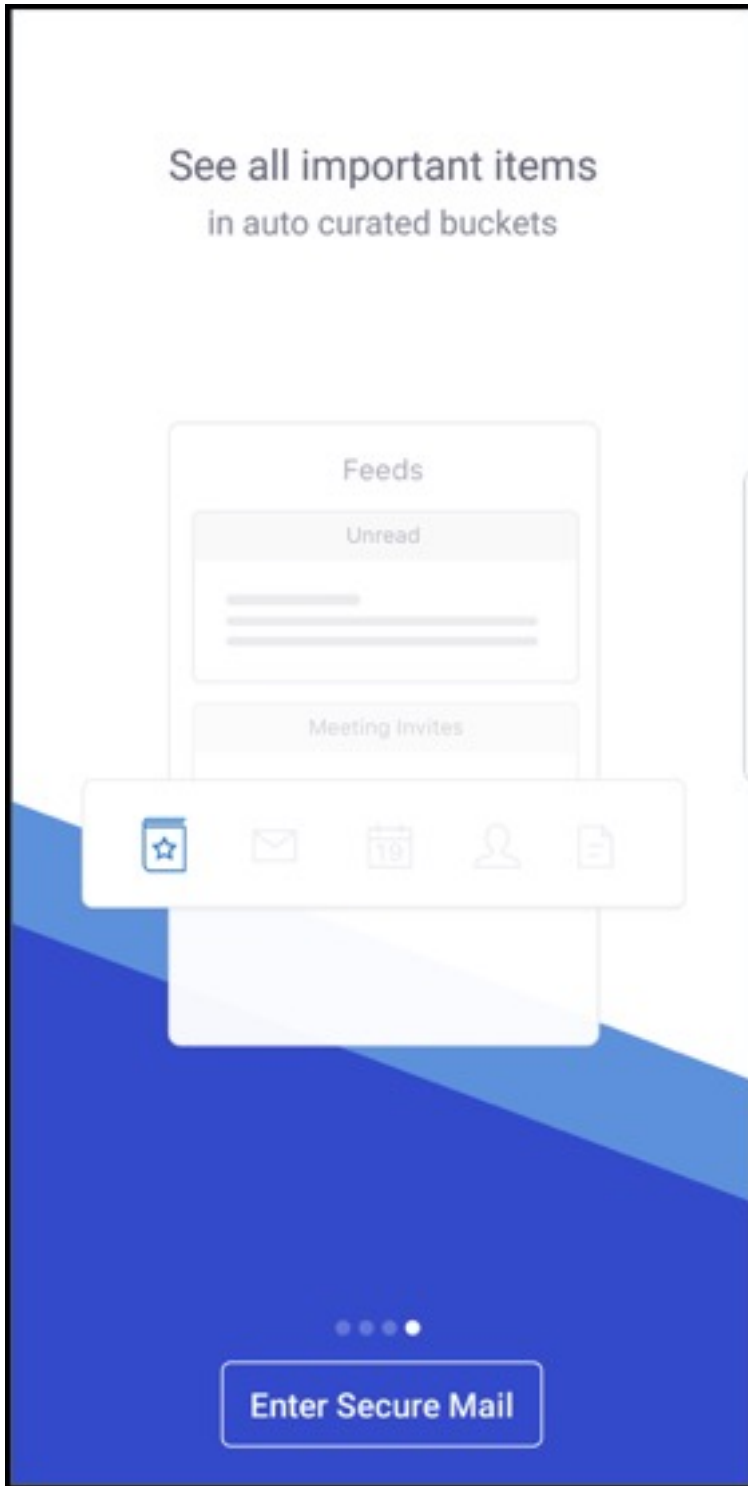 See all important items
in auto curated buckets
Feeds
Unread
Meeting Invites
19
Enter Secure Mail